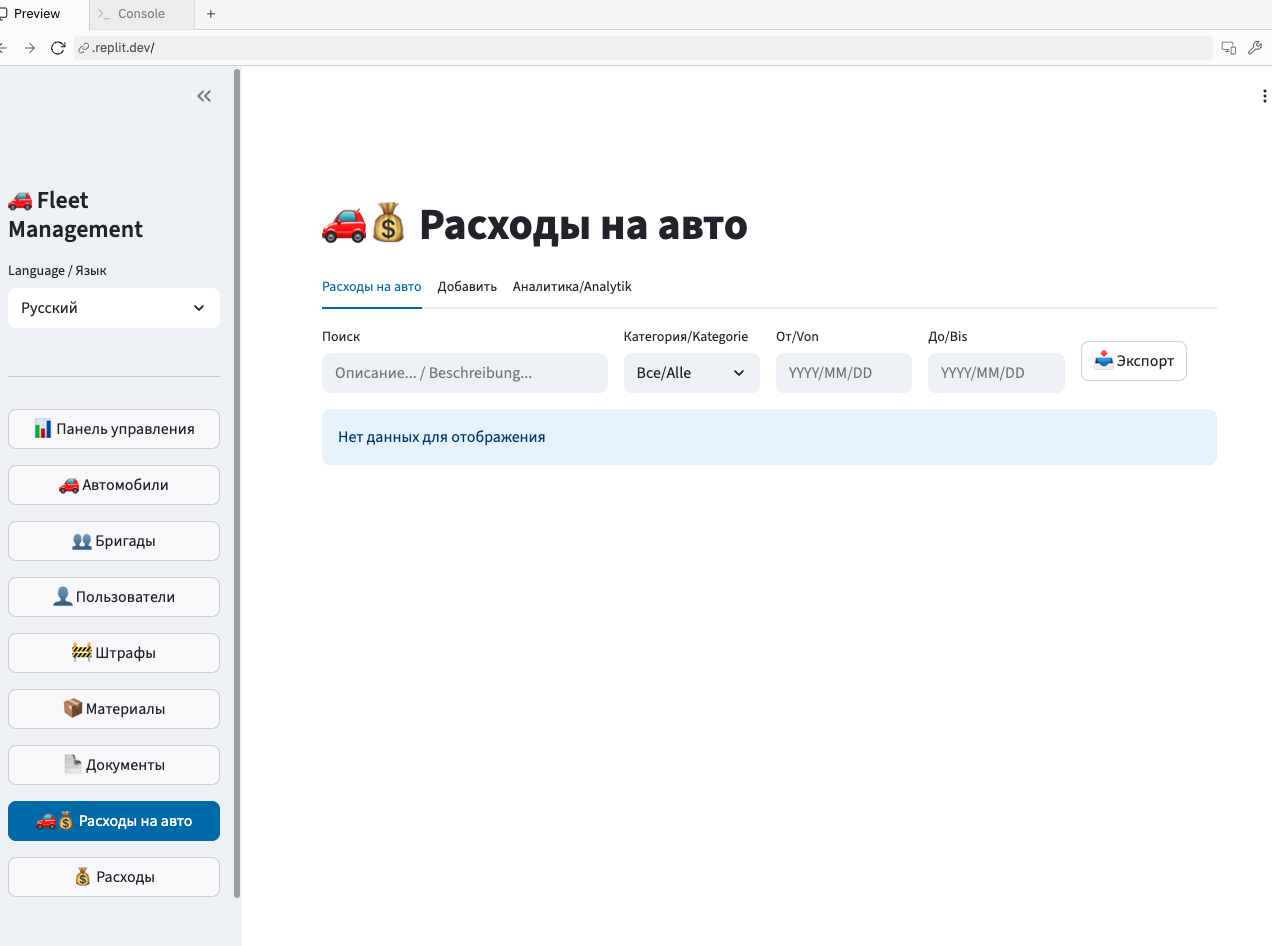 Preview
Console
.replit.dev/
Fleet
Management
Language / Язык
Русский
Панель управления
Автомобили
Бригады
Пользователи
Штрафы
Материалы
Документы
Расходы на авто
Расходы
Расходы на авто
Расходы на авто Добавить Аналитика/Analytik
Поиск Категория/Kategorie От/Von До/Bis
Описание... / Beschreibung... Все/Alle YYYY/MM/DD YYYY/MM/DD Экспорт
Нет данных для отображения